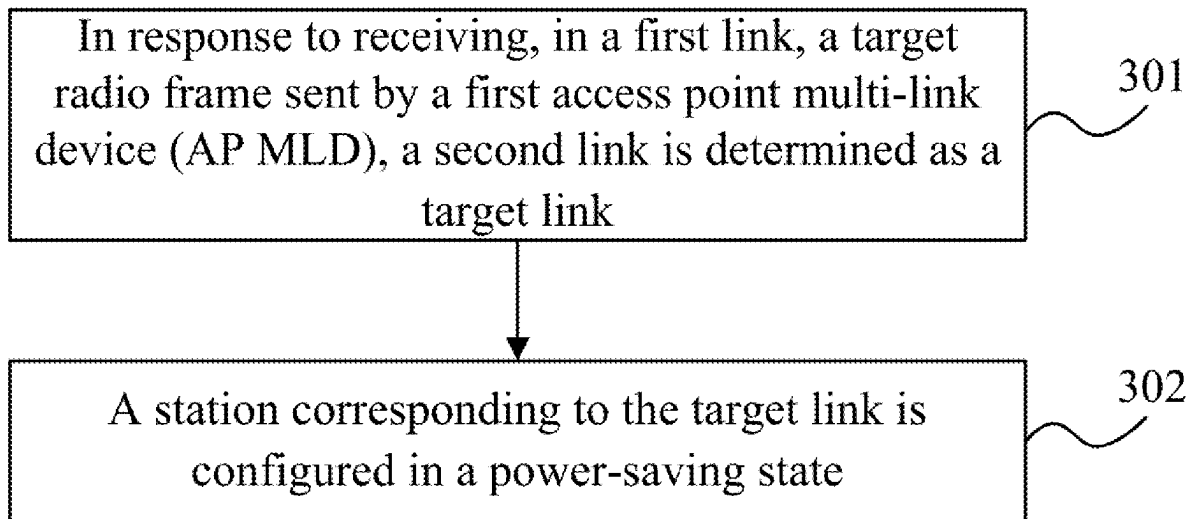 In response to receiving, in a first link, a target
radio frame sent by a first access point multi-link
device (AP MLD), a second link is determined as a
target link
301
A station corresponding to the target link is
configured in a power-saving state
302